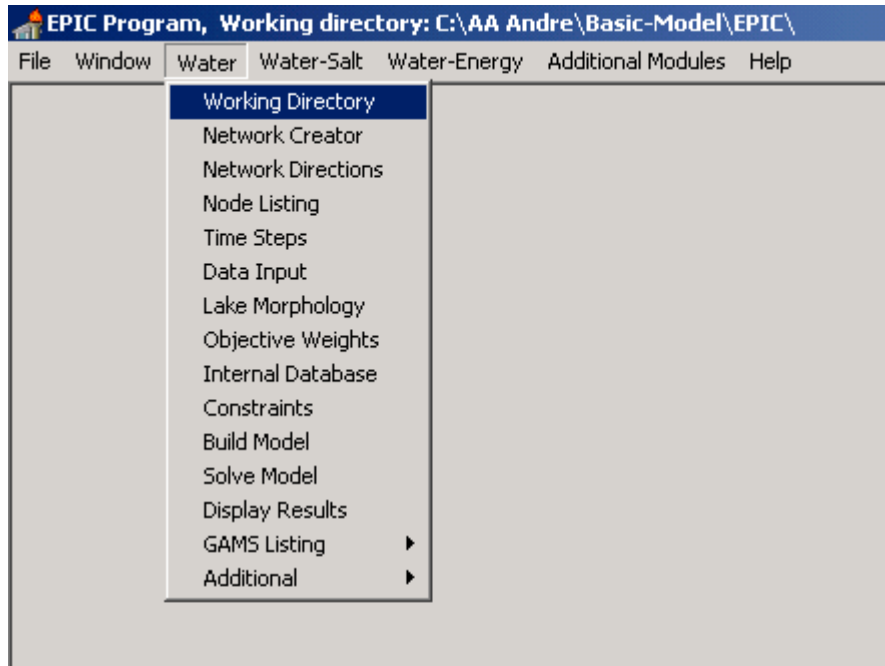 EPIC Program, Working directory: C:\AA Andre\Basic-Model\EPIC\
File Window Water Water-Salt Water-Energy Additional Modules Help
Working Directory
Network Creator
Network Directions
Node Listing
Time Steps
Data Input
Lake Morphology
Objective Weights
Internal Database
Constraints
Build Model
Solve Model
Display Results
GAMS Listing
Additional